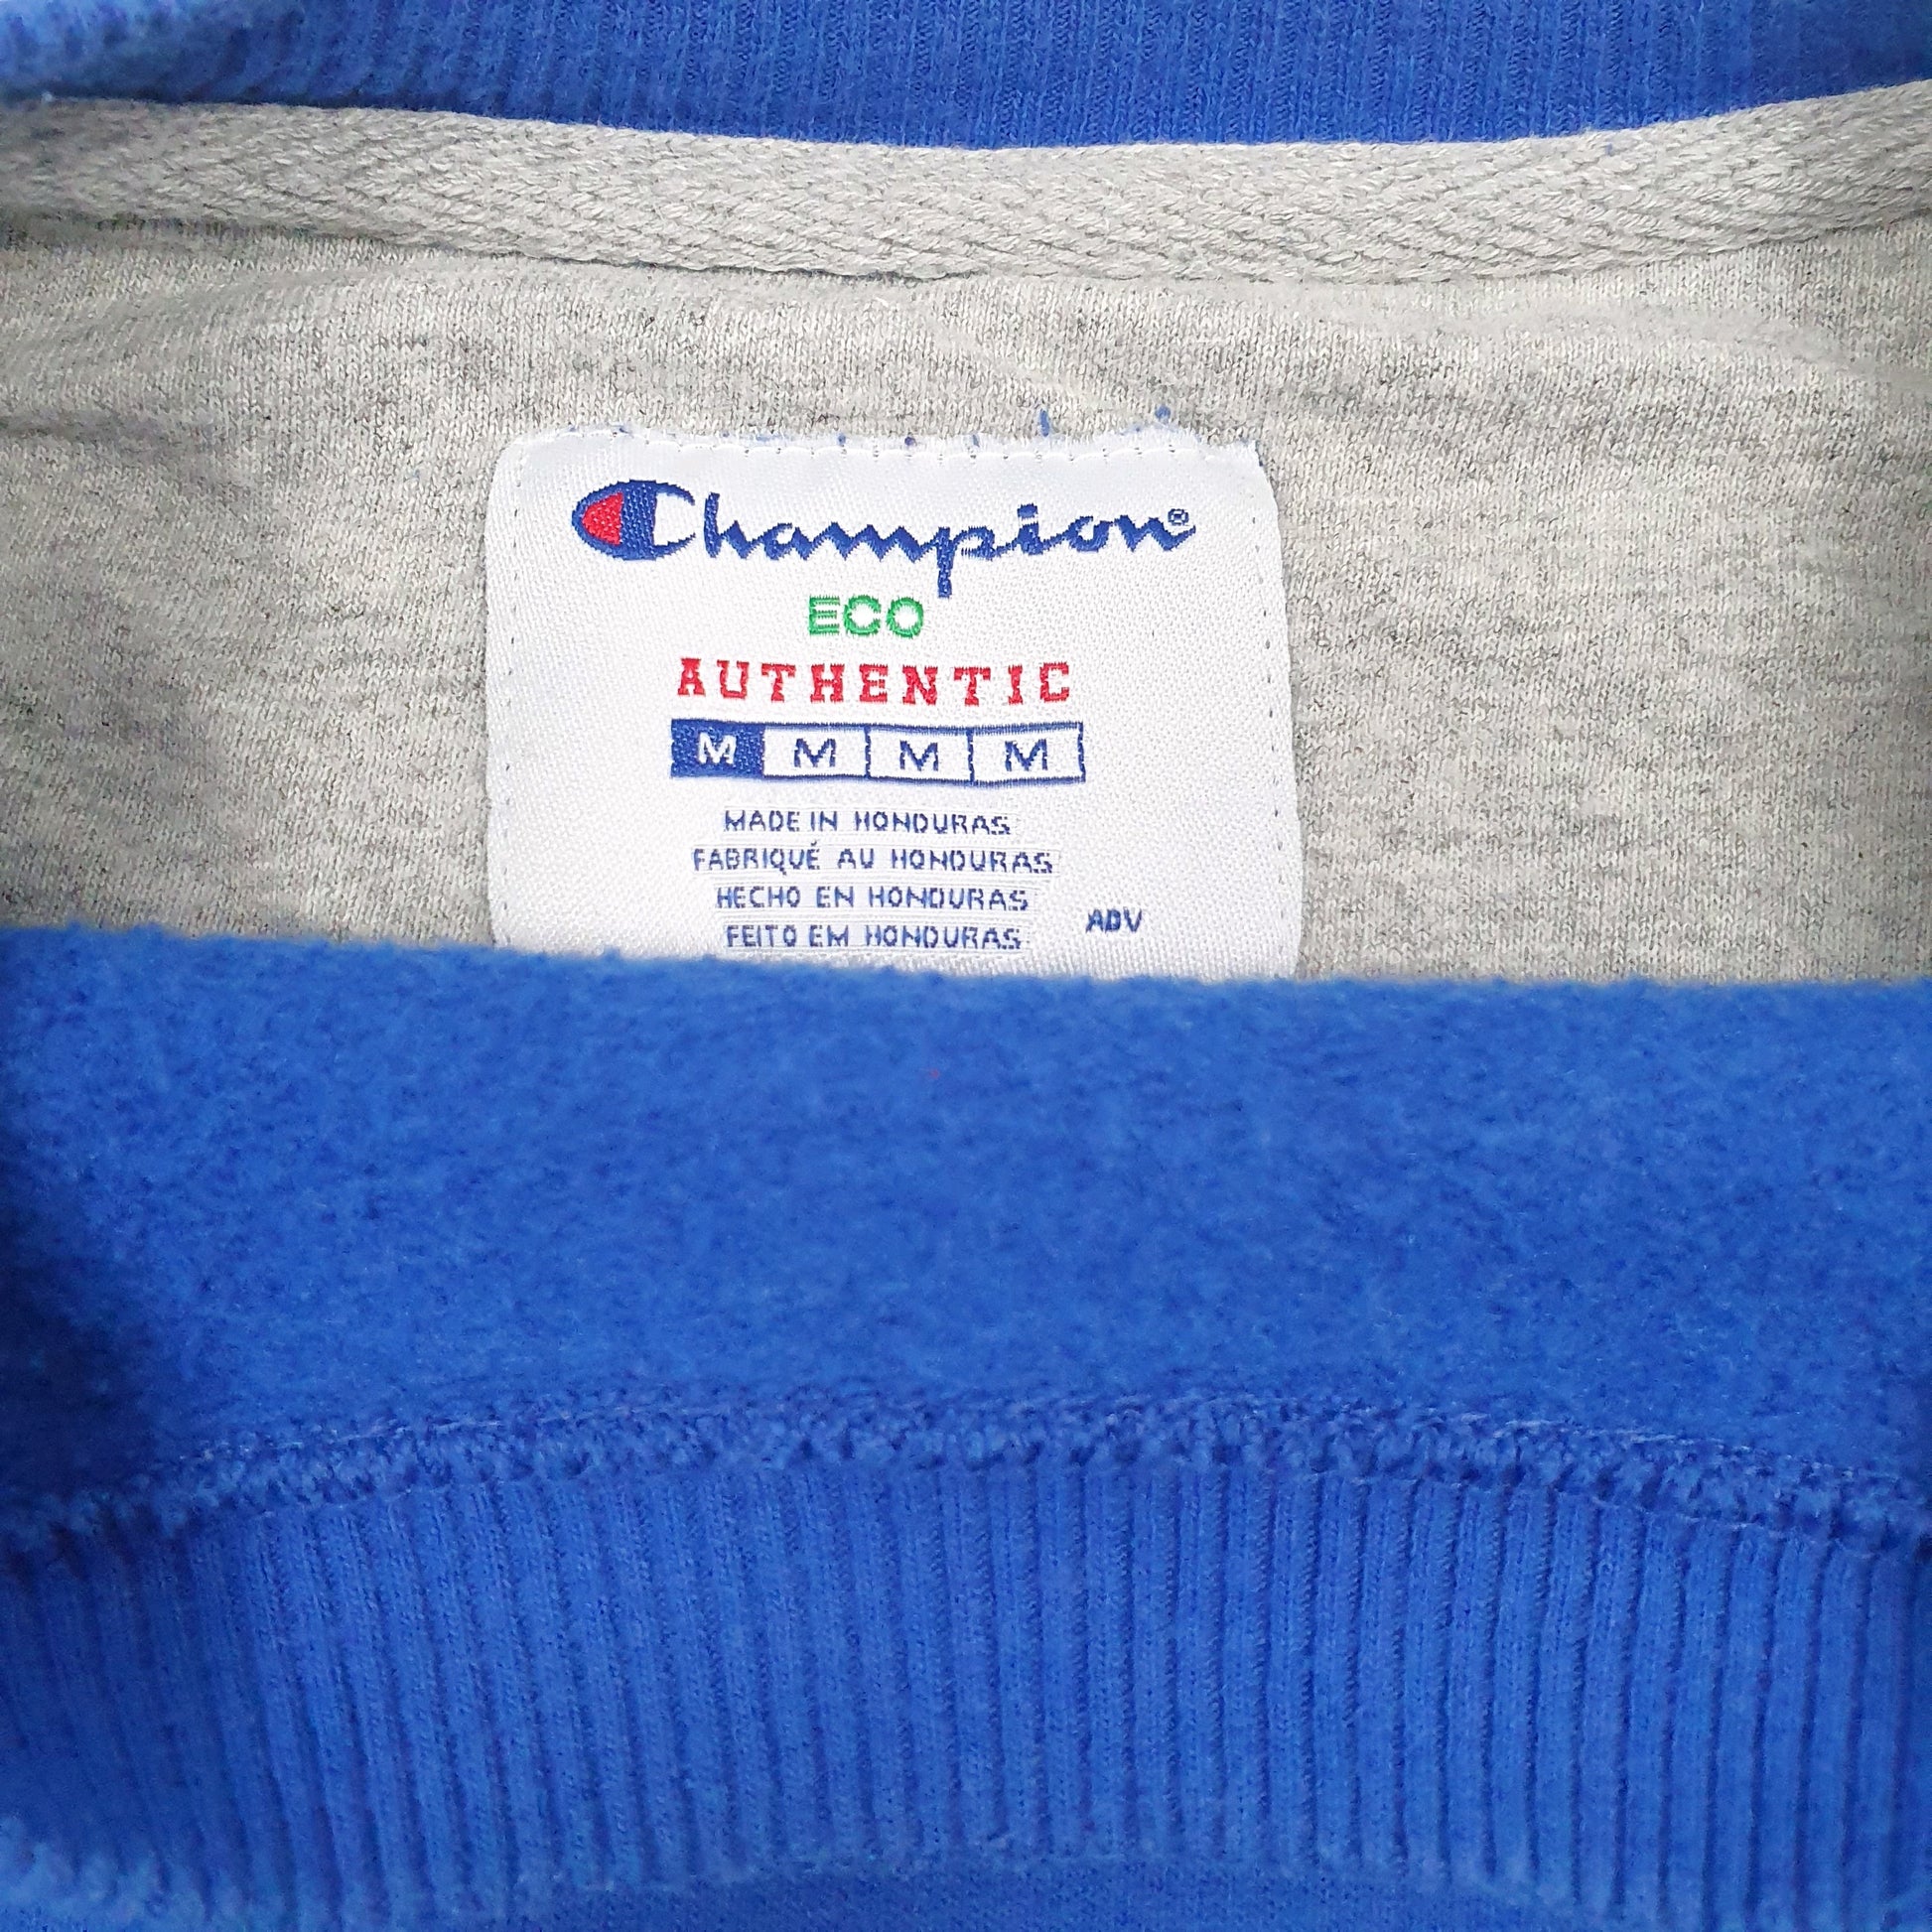 Champion®
ECO
AUTHENTIC
M M M M
MADE IN HONDURAS
FABRIQUÉ AU HONDURAS
HECHO EN HONDURAS
FEITO EM HONDURAS
ADV